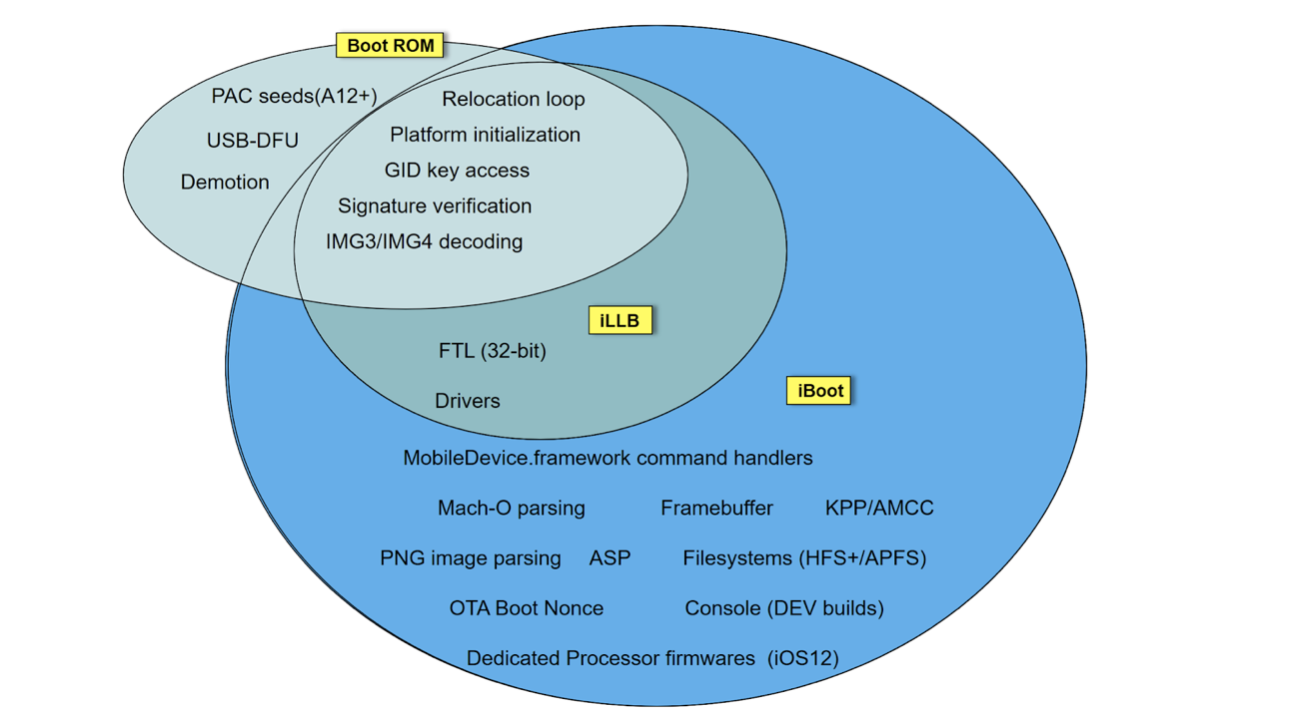 Boot ROM
PAC seeds(A12+)
Relocation loop
USB-DFU
Platform initialization
Demotion
GID key access
Signature verification
IMG3/IMG4 decoding
iLLB
FTL (32-bit)
iBoot
Drivers
MobileDevice.framework command handlers
Mach-O parsing Framebuffer KPP/AMCC
PNG image parsing ASP Filesystems (HFS+/APFS)
OTA Boot Nonce Console (DEV builds)
Dedicated Processor firmwares (iOS12)